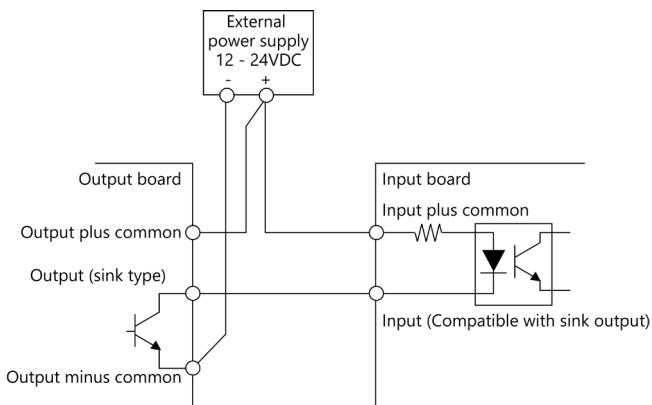 External
power supply
12 - 24VDC
- +
Output board
Input board
Input plus common
Output plus common
Output (sink type)
Input (Compatible with sink output)
Output minus common